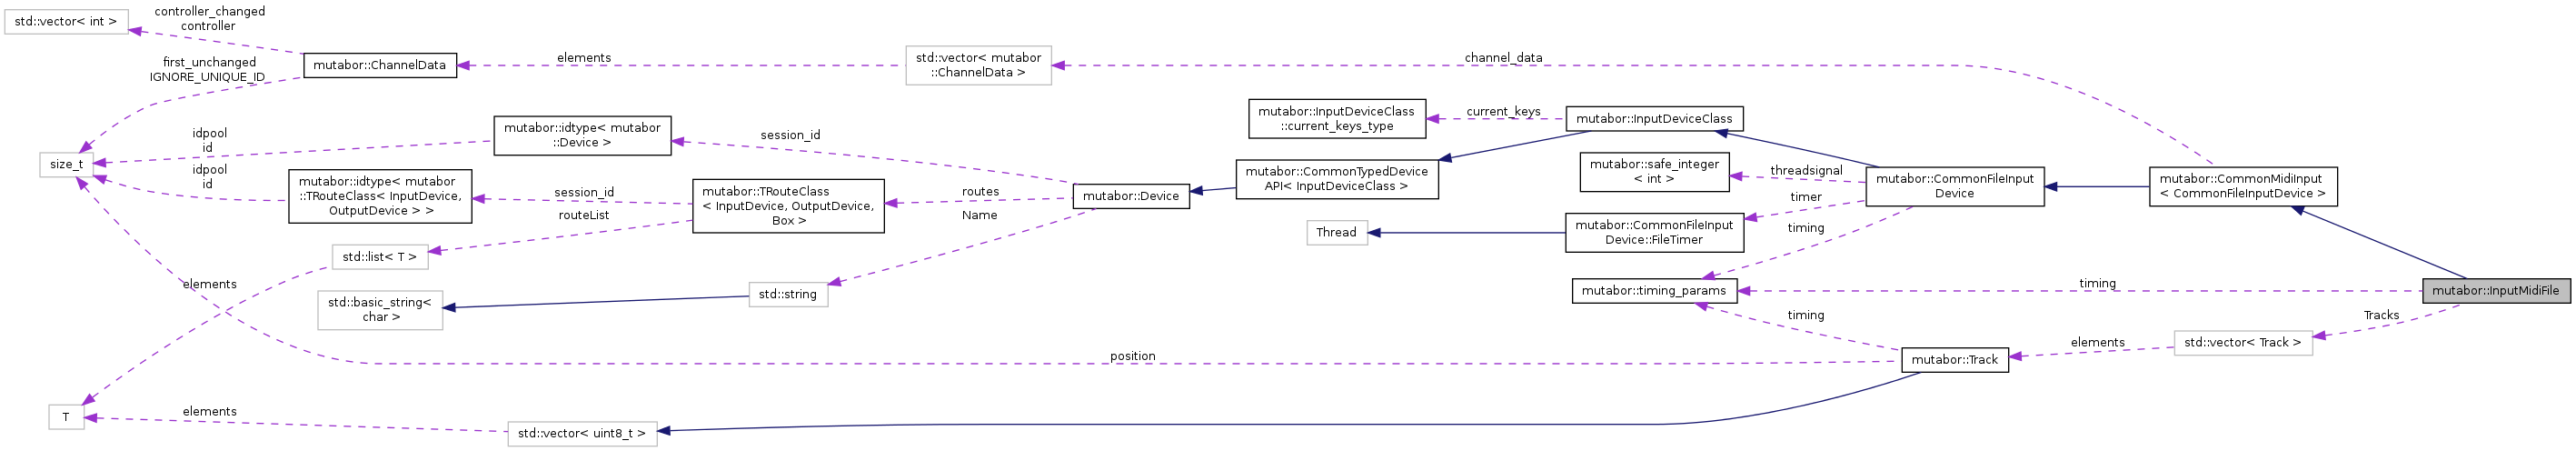 std::vector< int >
controller_changed
controller
mutabor::ChannelData
first_unchanged
IGNORE_UNIQUE_ID
elements
std::vector< mutabor
::ChannelData >
channel_data
size_t
idpool
id
idpool
id
mutabor::idtype< mutabor
::Device >
session_id
mutabor::idtype< mutabor
::TRouteClass< InputDevice,
OutputDevice > >
session_id
routeList
mutabor::TRouteClass
< InputDevice, OutputDevice,
Box >
routes
Name
mutabor::Device
mutabor::CommonTypedDevice
API< InputDeviceClass >
mutabor::InputDeviceClass
::current_keys_type
current_keys
mutabor::InputDeviceClass
mutabor::safe_integer
< int >
threadsignal
timer
timing
mutabor::CommonFileInput
Device
mutabor::CommonMidiInput
< CommonFileInputDevice >
Thread
mutabor::CommonFileInput
Device::FileTimer
std::list< T >
elements
std::basic_string<
char >
std::string
mutabor::timing_params
timing
mutabor::InputMidiFile
timing
Tracks
std::vector< Track >
elements
mutabor::Track
position
T
elements
std::vector< uint8_t >